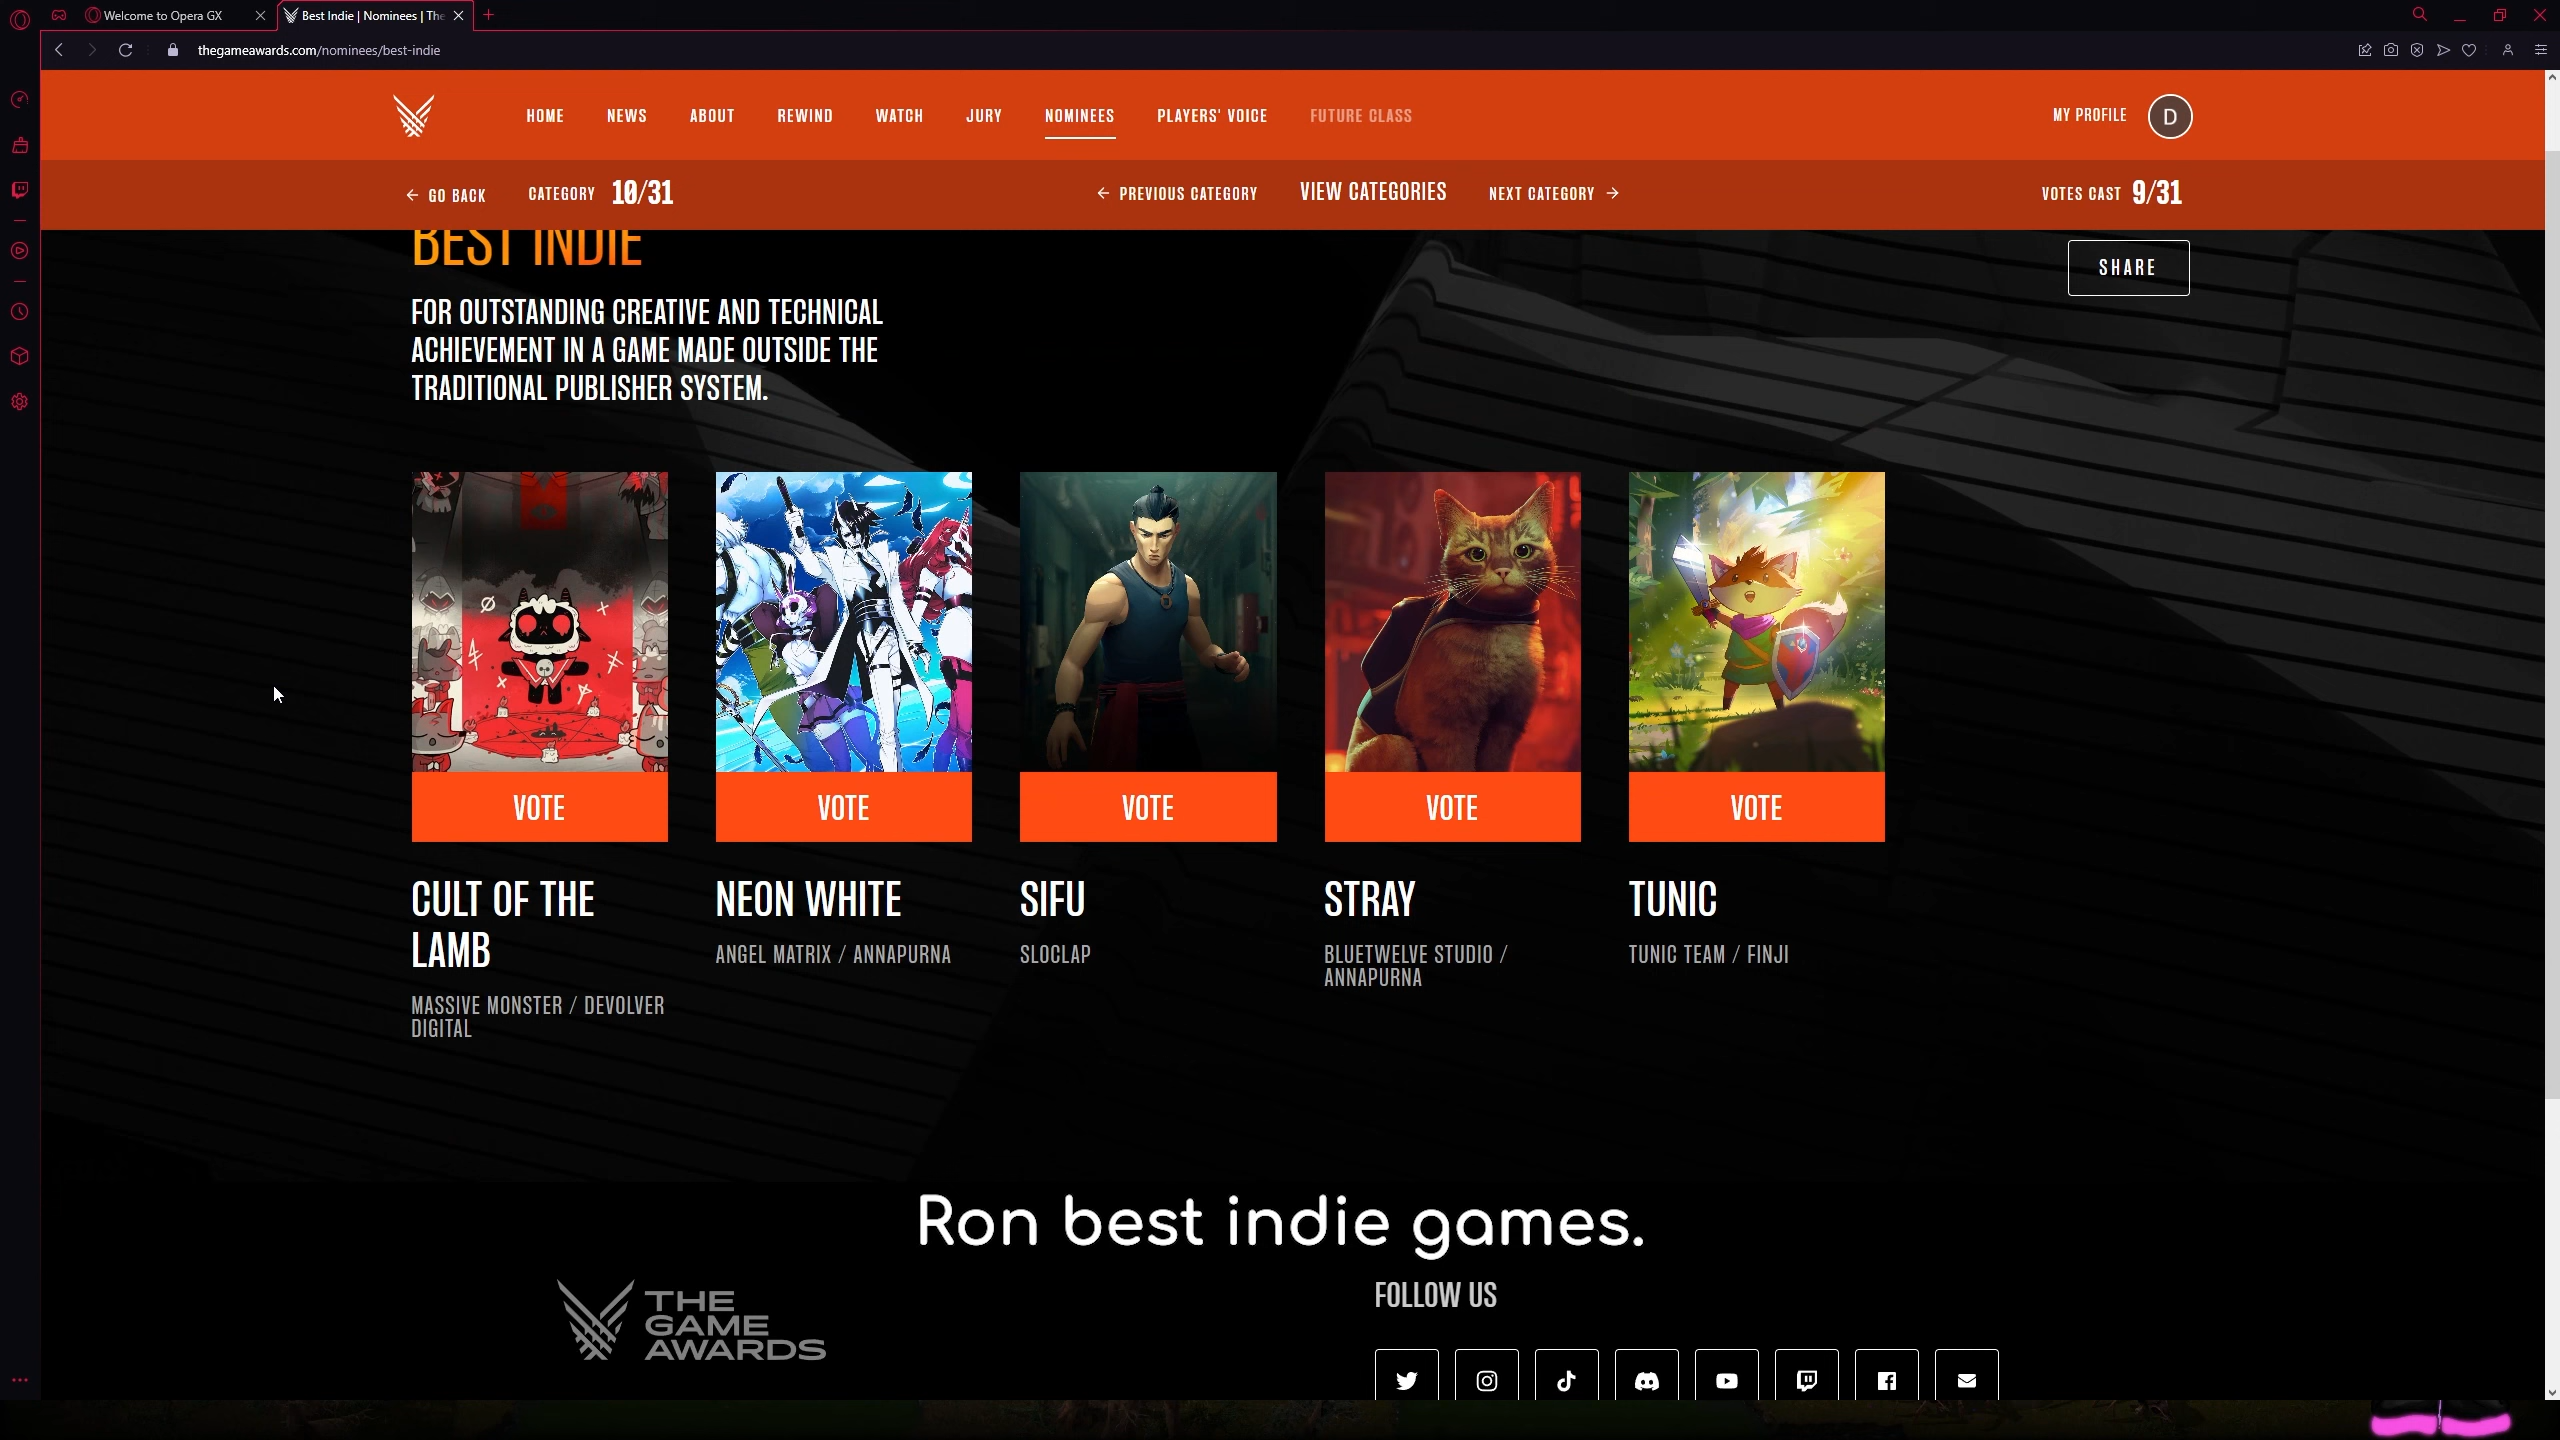 Welcome to Opera GX
Best Indie | Nominees | The
thegameawards.com/nominees/best-indie
HOME NEWS ABOUT REWIND WATCH JURY NOMINEES PLAYERS' VOICE FUTURE CLASS MY PROFILE D
GO BACK CATEGORY 10/31 PREVIOUS CATEGORY VIEW CATEGORIES NEXT CATEGORY VOTES CAST 9/31
BEST INDIE
SHARE
FOR OUTSTANDING CREATIVE AND TECHNICAL
ACHIEVEMENT IN A GAME MADE OUTSIDE THE
TRADITIONAL PUBLISHER SYSTEM.
VOTE VOTE VOTE VOTE VOTE
CULT OF THE
LAMB
MASSIVE MONSTER / DEVOLVER
DIGITAL
NEON WHITE
ANGEL MATRIX / ANNAPURNA
SIFU
SLOCLAP
STRAY
BLUETWELVE STUDIO /
ANNAPURNA
TUNIC
TUNIC TEAM / FINJI
Ron best indie games.
THE
GAME
AWARDS
FOLLOW US